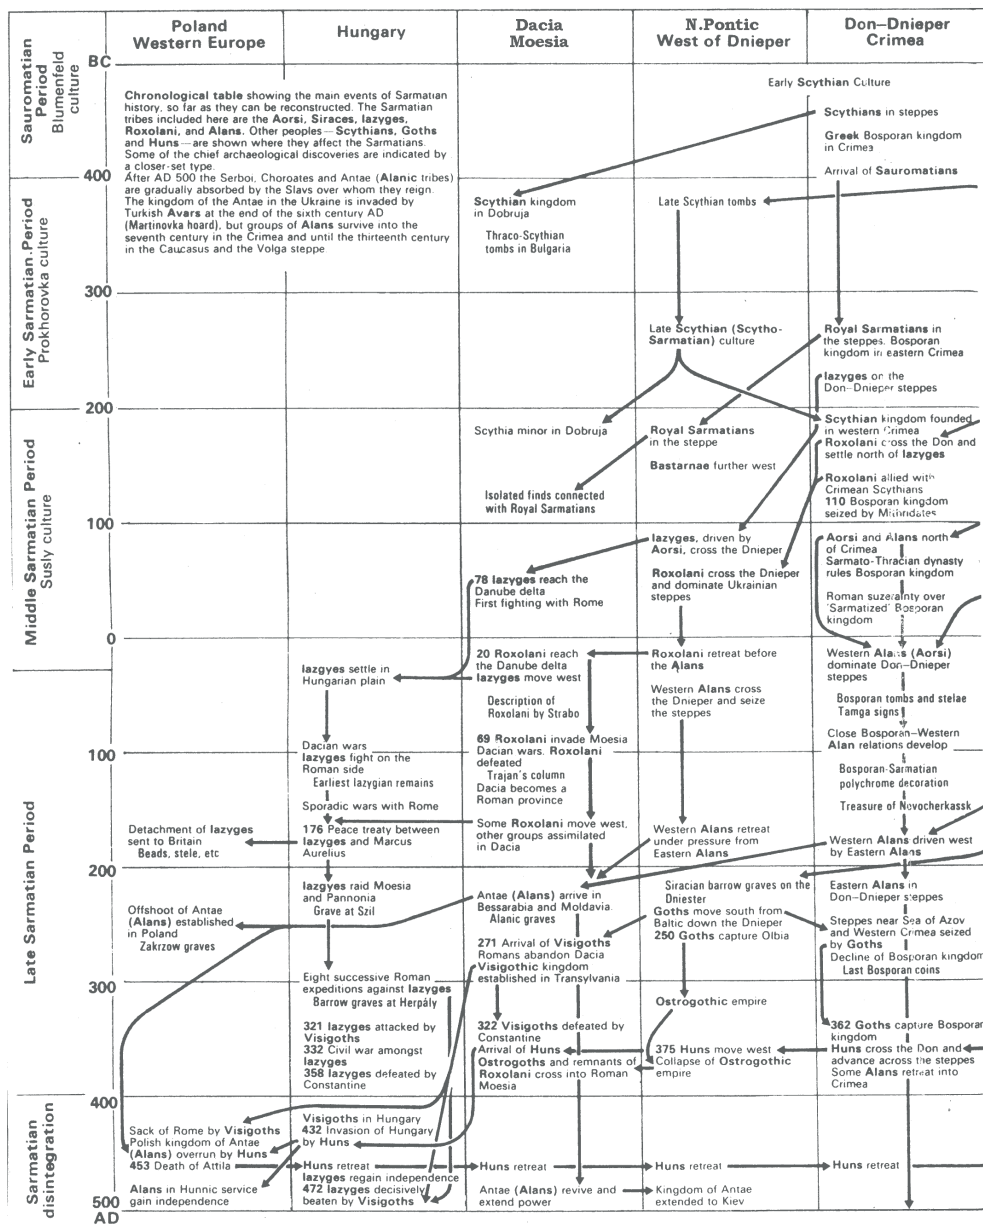 Poland
Western Europe
Hungary
Dacia
Moesia
N.Pontic
West of Dnieper
Don–Dnieper
Crimea
Sauromatian
Period
Blumenfeld
culture
Early Sarmatian Period
Prokhorovka culture
Middle Sarmatian Period
Susly culture
Late Sarmatian Period
Sarmatian
disintegration
BC
400
300
200
100
0
100
200
300
400
500
AD
Chronological table showing the main events of Sarmatian
history, so far as they can be reconstructed. The Sarmatian
tribes included here are the Aorsi, Siraces, Iazyges,
Roxolani, and Alans. Other peoples—Scythians, Goths
and Huns—are shown where they affect the Sarmatians.
Some of the chief archaeological discoveries are indicated by
a closer-set type.
After AD 500 the Serboi, Choroates and Antae (Alanic tribes)
are gradually absorbed by the Slavs over whom they reign.
The kingdom of the Antae in the Ukraine is invaded by
Turkish Avars at the end of the sixth century AD
(Martinovka hoard), but groups of Alans survive into the
seventh century in the Crimea and until the thirteenth century
in the Caucasus and the Volga steppe
Detachment of Iazyges
sent to Britain
Beads, stele, etc
Offshoot of Antae
(Alans) established
in Poland
Zakrzow graves
Sack of Rome by Visigoths
Polish kingdom of Antae
(Alans) overrun by Huns
453 Death of Attila
Alans in Hunnic service
gain independence
Iazgyes settle in
Hungarian plain
Dacian wars
Iazyges fight on the
Roman side
Earliest Iazygian remains
Sporadic wars with Rome
176 Peace treaty between
Iazyges and Marcus
Aurelius
Iazgyes raid Moesia
and Pannonia
Grave at Szil
Eight successive Roman
expeditions against Iazyges
Barrow graves at Herpály
321 Iazyges attacked by
Visigoths
332 Civil war amongst
Iazyges
358 Iazyges defeated by
Constantine
Visigoths in Hungary
432 Invasion of Hungary
by Huns
Huns retreat
Iazyges regain independence
472 Iazyges decisively
beaten by Visigoths
Scythian kingdom
in Dobruja
Thraco-Scythian
tombs in Bulgaria
Scythia minor in Dobruja
Isolated finds connected
with Royal Sarmatians
78 Iazyges reach the
Danube delta
First fighting with Rome
20 Roxolani reach
the Danube delta
Iazyges move west
Description of
Roxolani by Strabo
69 Roxolani invade Moesia
Dacian wars. Roxolani
defeated
Trajan's column
Dacia becomes a
Roman province
Some Roxolani move west,
other groups assimilated
in Dacia
Antae (Alans) arrive in
Bessarabia and Moldavia.
Alanic graves
271 Arrival of Visigoths
Romans abandon Dacia
Visigothic kingdom
established in Transylvania
322 Visigoths defeated by
Constantine
Arrival of Huns
Ostrogoths and remnants of
Roxolani cross into Roman
Moesia
Huns retreat
Antae (Alans) revive and
extend power
Late Scythian tombs
Late Scythian (Scytho-
Sarmatian) culture
Royal Sarmatians
in the steppe
Bastarnae further west
Iazyges, driven by
Aorsi, cross the Dnieper
Roxolani cross the Dnieper
and dominate Ukrainian
steppes
Roxolani retreat before
the Alans
Western Alans cross
the Dnieper and seize
the steppes
Western Alans retreat
under pressure from
Eastern Alans
Siracian barrow graves on the
Dniester
Goths move south from
Baltic down the Dnieper
250 Goths capture Olbia
Ostrogothic empire
375 Huns move west
Collapse of Ostrogothic
empire
Huns retreat
Kingdom of Antae
extended to Kiev
Early Scythian Culture
Scythians in steppes
Greek Bosporan kingdom
in Crimea
Arrival of Sauromatians
Royal Sarmatians in
the steppes. Bosporan
kingdom in eastern Crimea
Iazyges on the
Don–Dnieper steppes
Scythian kingdom founded
in western Crimea
Roxolani cross the Don and
settle north of Iazyges
Roxolani allied with
Crimean Scythians
110 Bosporan kingdom
seized by Mithridates
Aorsi and Alans north
of Crimea
Sarmato-Thracian dynasty
rules Bosporan kingdom
Roman suzerainty over
'Sarmatized' Bosporan
kingdom
Western Alans (Aorsi)
dominate Don–Dnieper
steppes
Bosporan tombs and stelae
Tamga signs
Close Bosporan–Western
Alan relations develop
Bosporan-Sarmatian
polychrome decoration
Treasure of Novocherkassk
Western Alans driven west
by Eastern Alans
Eastern Alans in
Don–Dnieper steppes
Steppes near Sea of Azov
and Western Crimea seized
by Goths
Decline of Bosporan kingdom
Last Bosporan coins
362 Goths capture Bosporan
kingdom
Huns cross the Don and
advance across the steppes
Some Alans retreat into
Crimea
Huns retreat